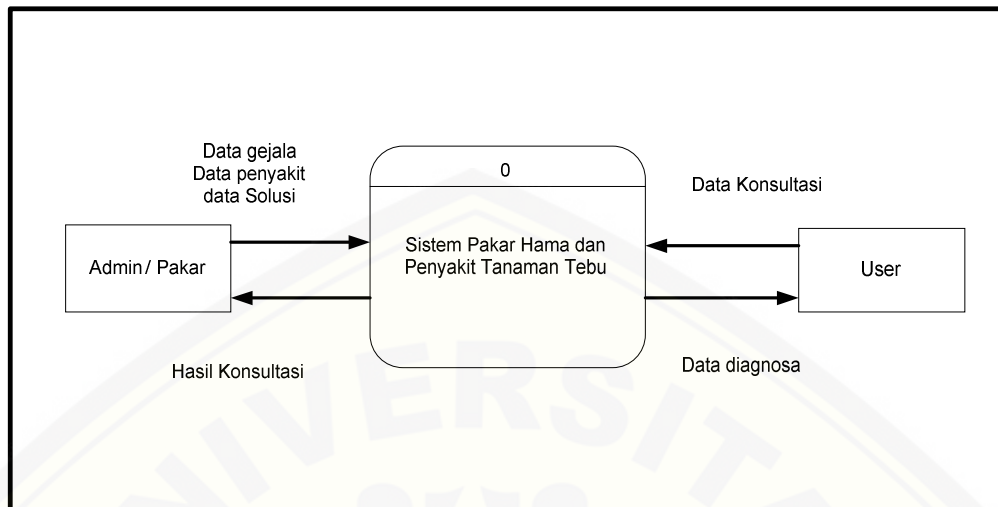 Data gejala
Data penyakit
data Solusi
0
Data Konsultasi
Admin / Pakar
Sistem Pakar Hama dan
Penyakit Tanaman Tebu
User
Hasil Konsultasi
Data diagnosa
UNIVERSITA